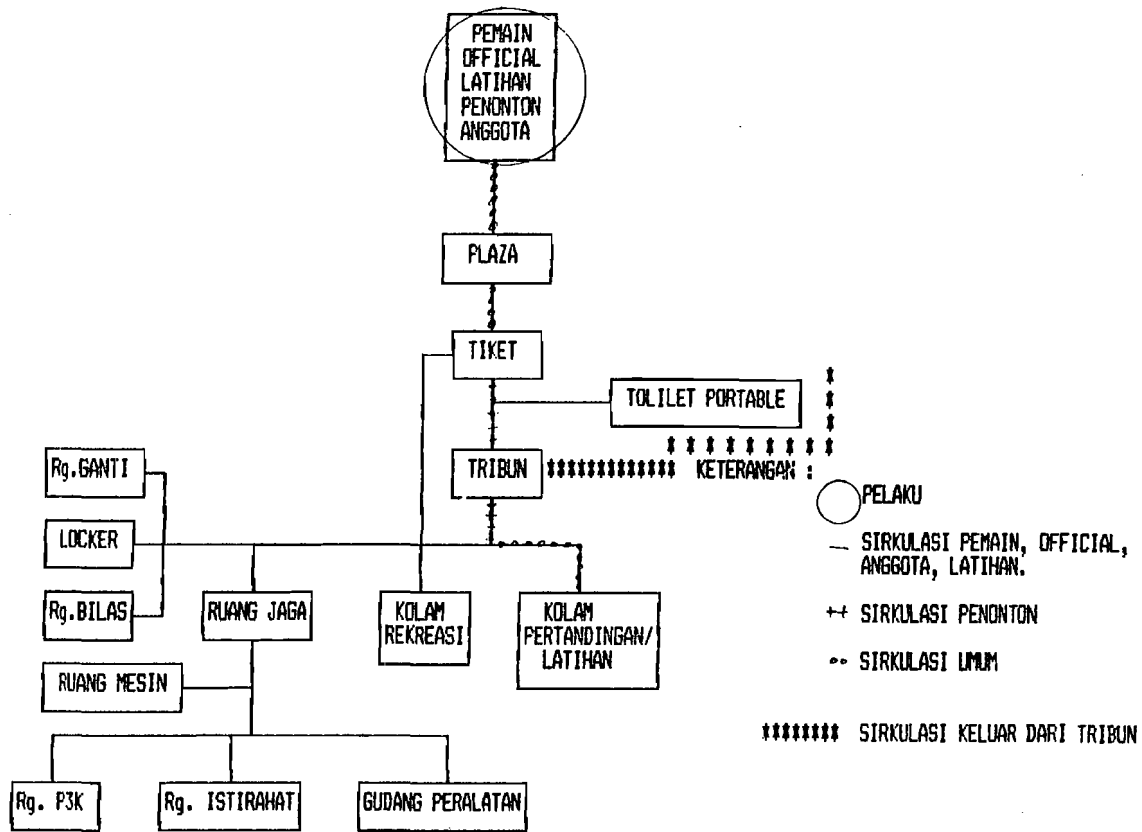 PEMAIN
OFFICIAL
LATIHAN
PENONTON
ANGGOTA
PLAZA
TIKET
TOLILET PORTABLE
TRIBUN
Rg.GANTI
LOCKER
Rg.BILAS
RUANG JAGA
KOLAM
REKREASI
KOLAM
PERTANDINGAN/
LATIHAN
RUANG MESIN
Rg. P3K
Rg. ISTIRAHAT
GUDANG PERALATAN
KETERANGAN :
PELAKU
SIRKULASI PEMAIN, OFFICIAL,
ANGGOTA, LATIHAN.
SIRKULASI PENONTON
SIRKULASI UMUM
SIRKULASI KELUAR DARI TRIBUN